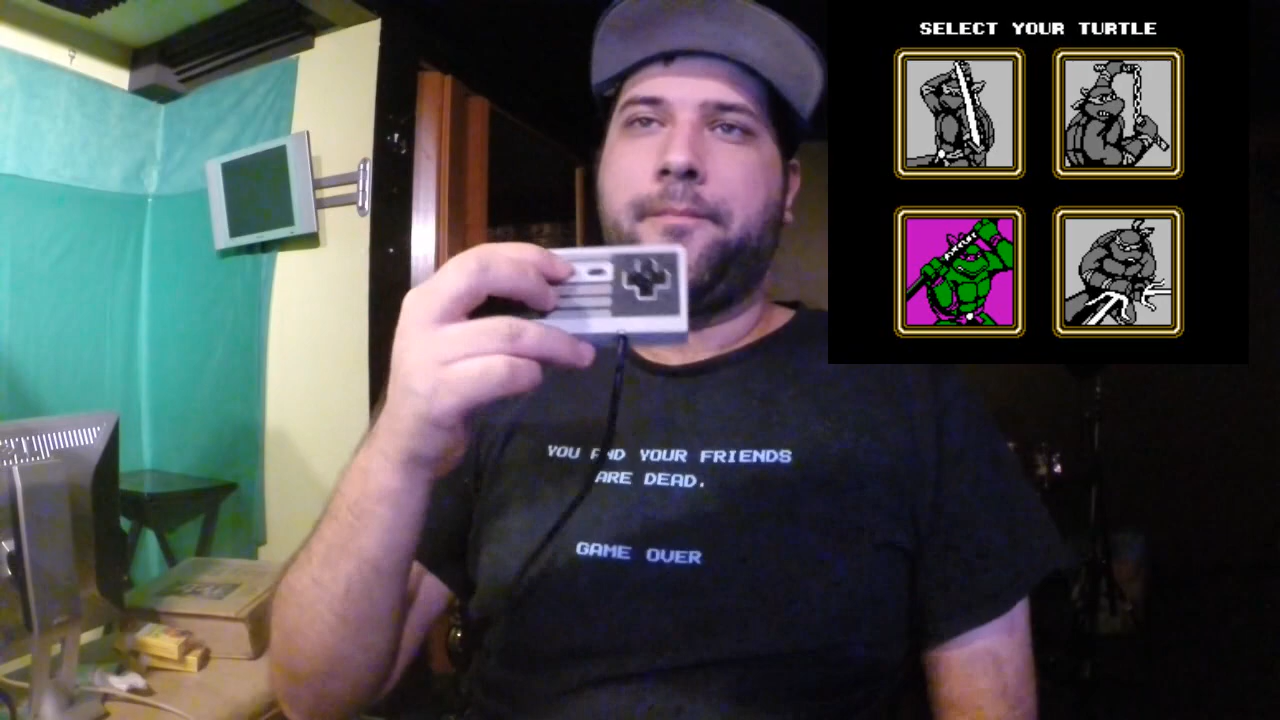 SELECT YOUR TURTLE
YOU AND YOUR FRIENDS
ARE DEAD.
GAME OVER